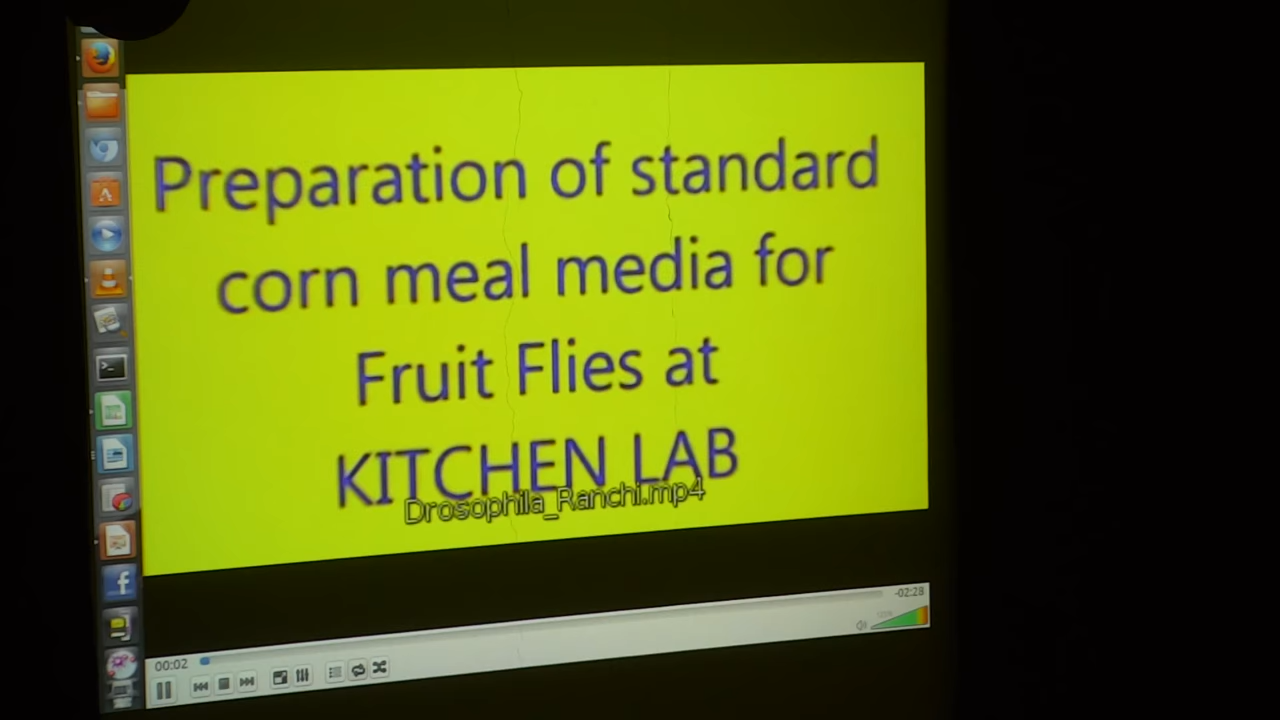 Preparation of standard
corn meal media for
Fruit Flies at
KITCHEN LAB
Drosophila_Ranchi.mp4
-02:28
00:02